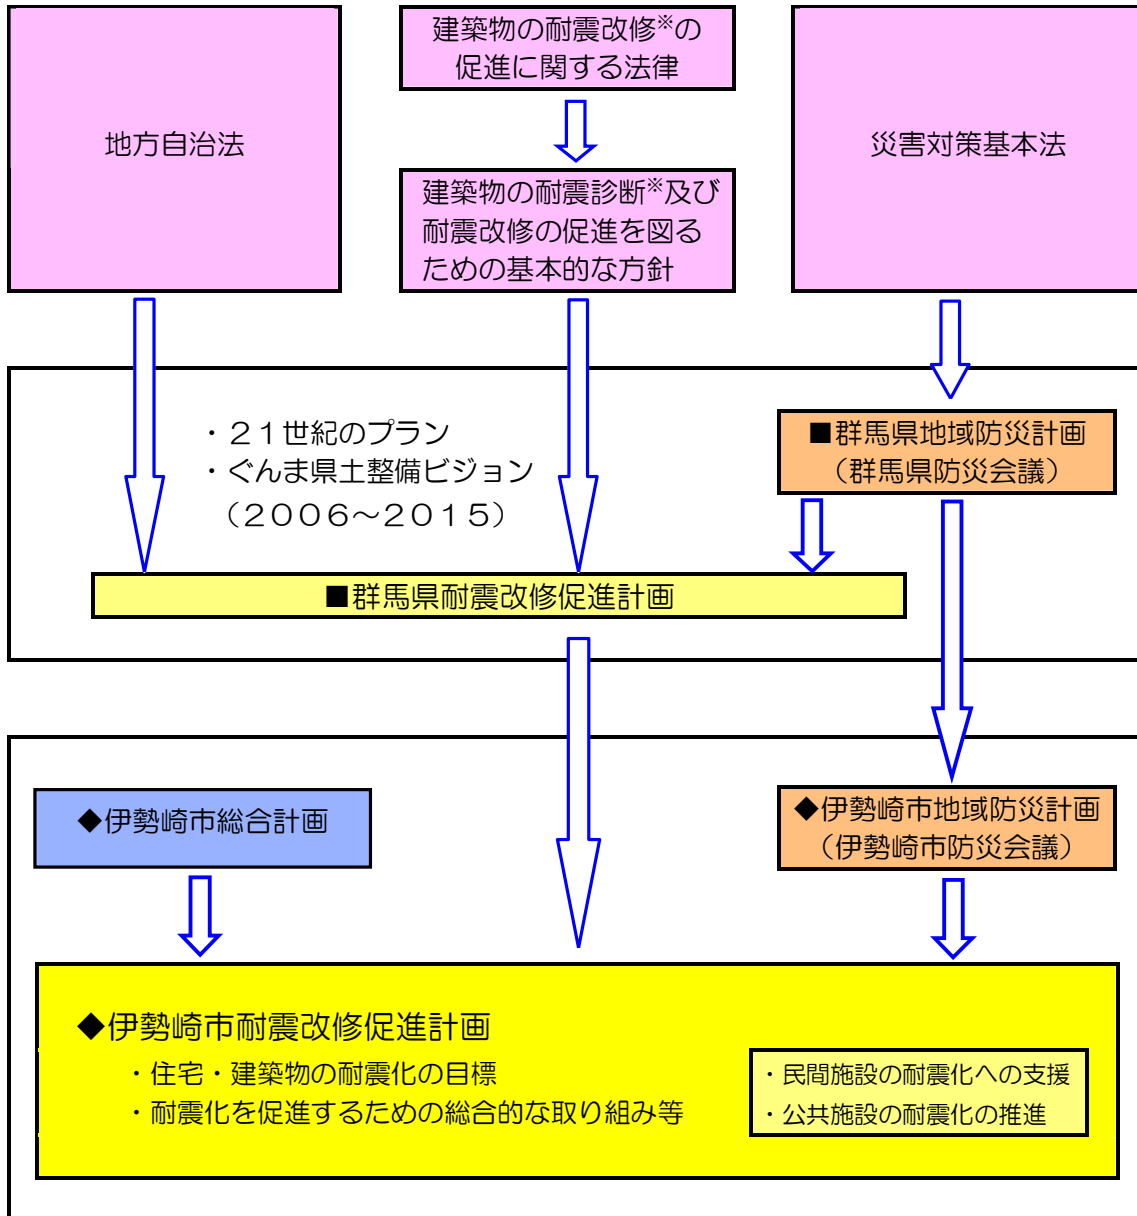 地方自治法
建築物の耐震改修※の
促進に関する法律
建築物の耐震診断※及び
耐震改修の促進を図る
ための基本的な方針
災害対策基本法
・２１世紀のプラン
・ぐんま県土整備ビジョン
（２００６～２０１５）
■群馬県地域防災計画
（群馬県防災会議）
■群馬県耐震改修促進計画
◆伊勢崎市総合計画
◆伊勢崎市地域防災計画
（伊勢崎市防災会議）
◆伊勢崎市耐震改修促進計画
・住宅・建築物の耐震化の目標
・耐震化を促進するための総合的な取り組み等
・民間施設の耐震化への支援
・公共施設の耐震化の推進